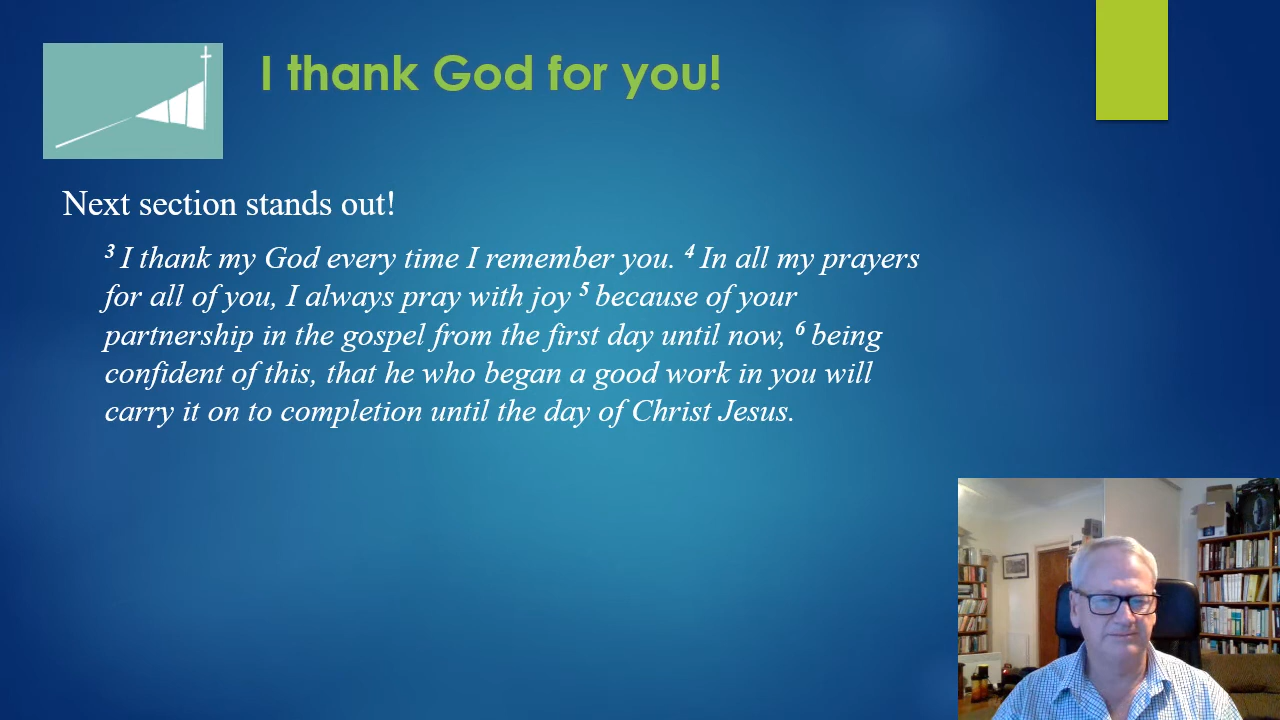 I thank God for you!
Next section stands out!
3 I thank my God every time I remember you. 4 In all my prayers
for all of you, I always pray with joy 5 because of your
partnership in the gospel from the first day until now, 6 being
confident of this, that he who began a good work in you will
carry it on to completion until the day of Christ Jesus.